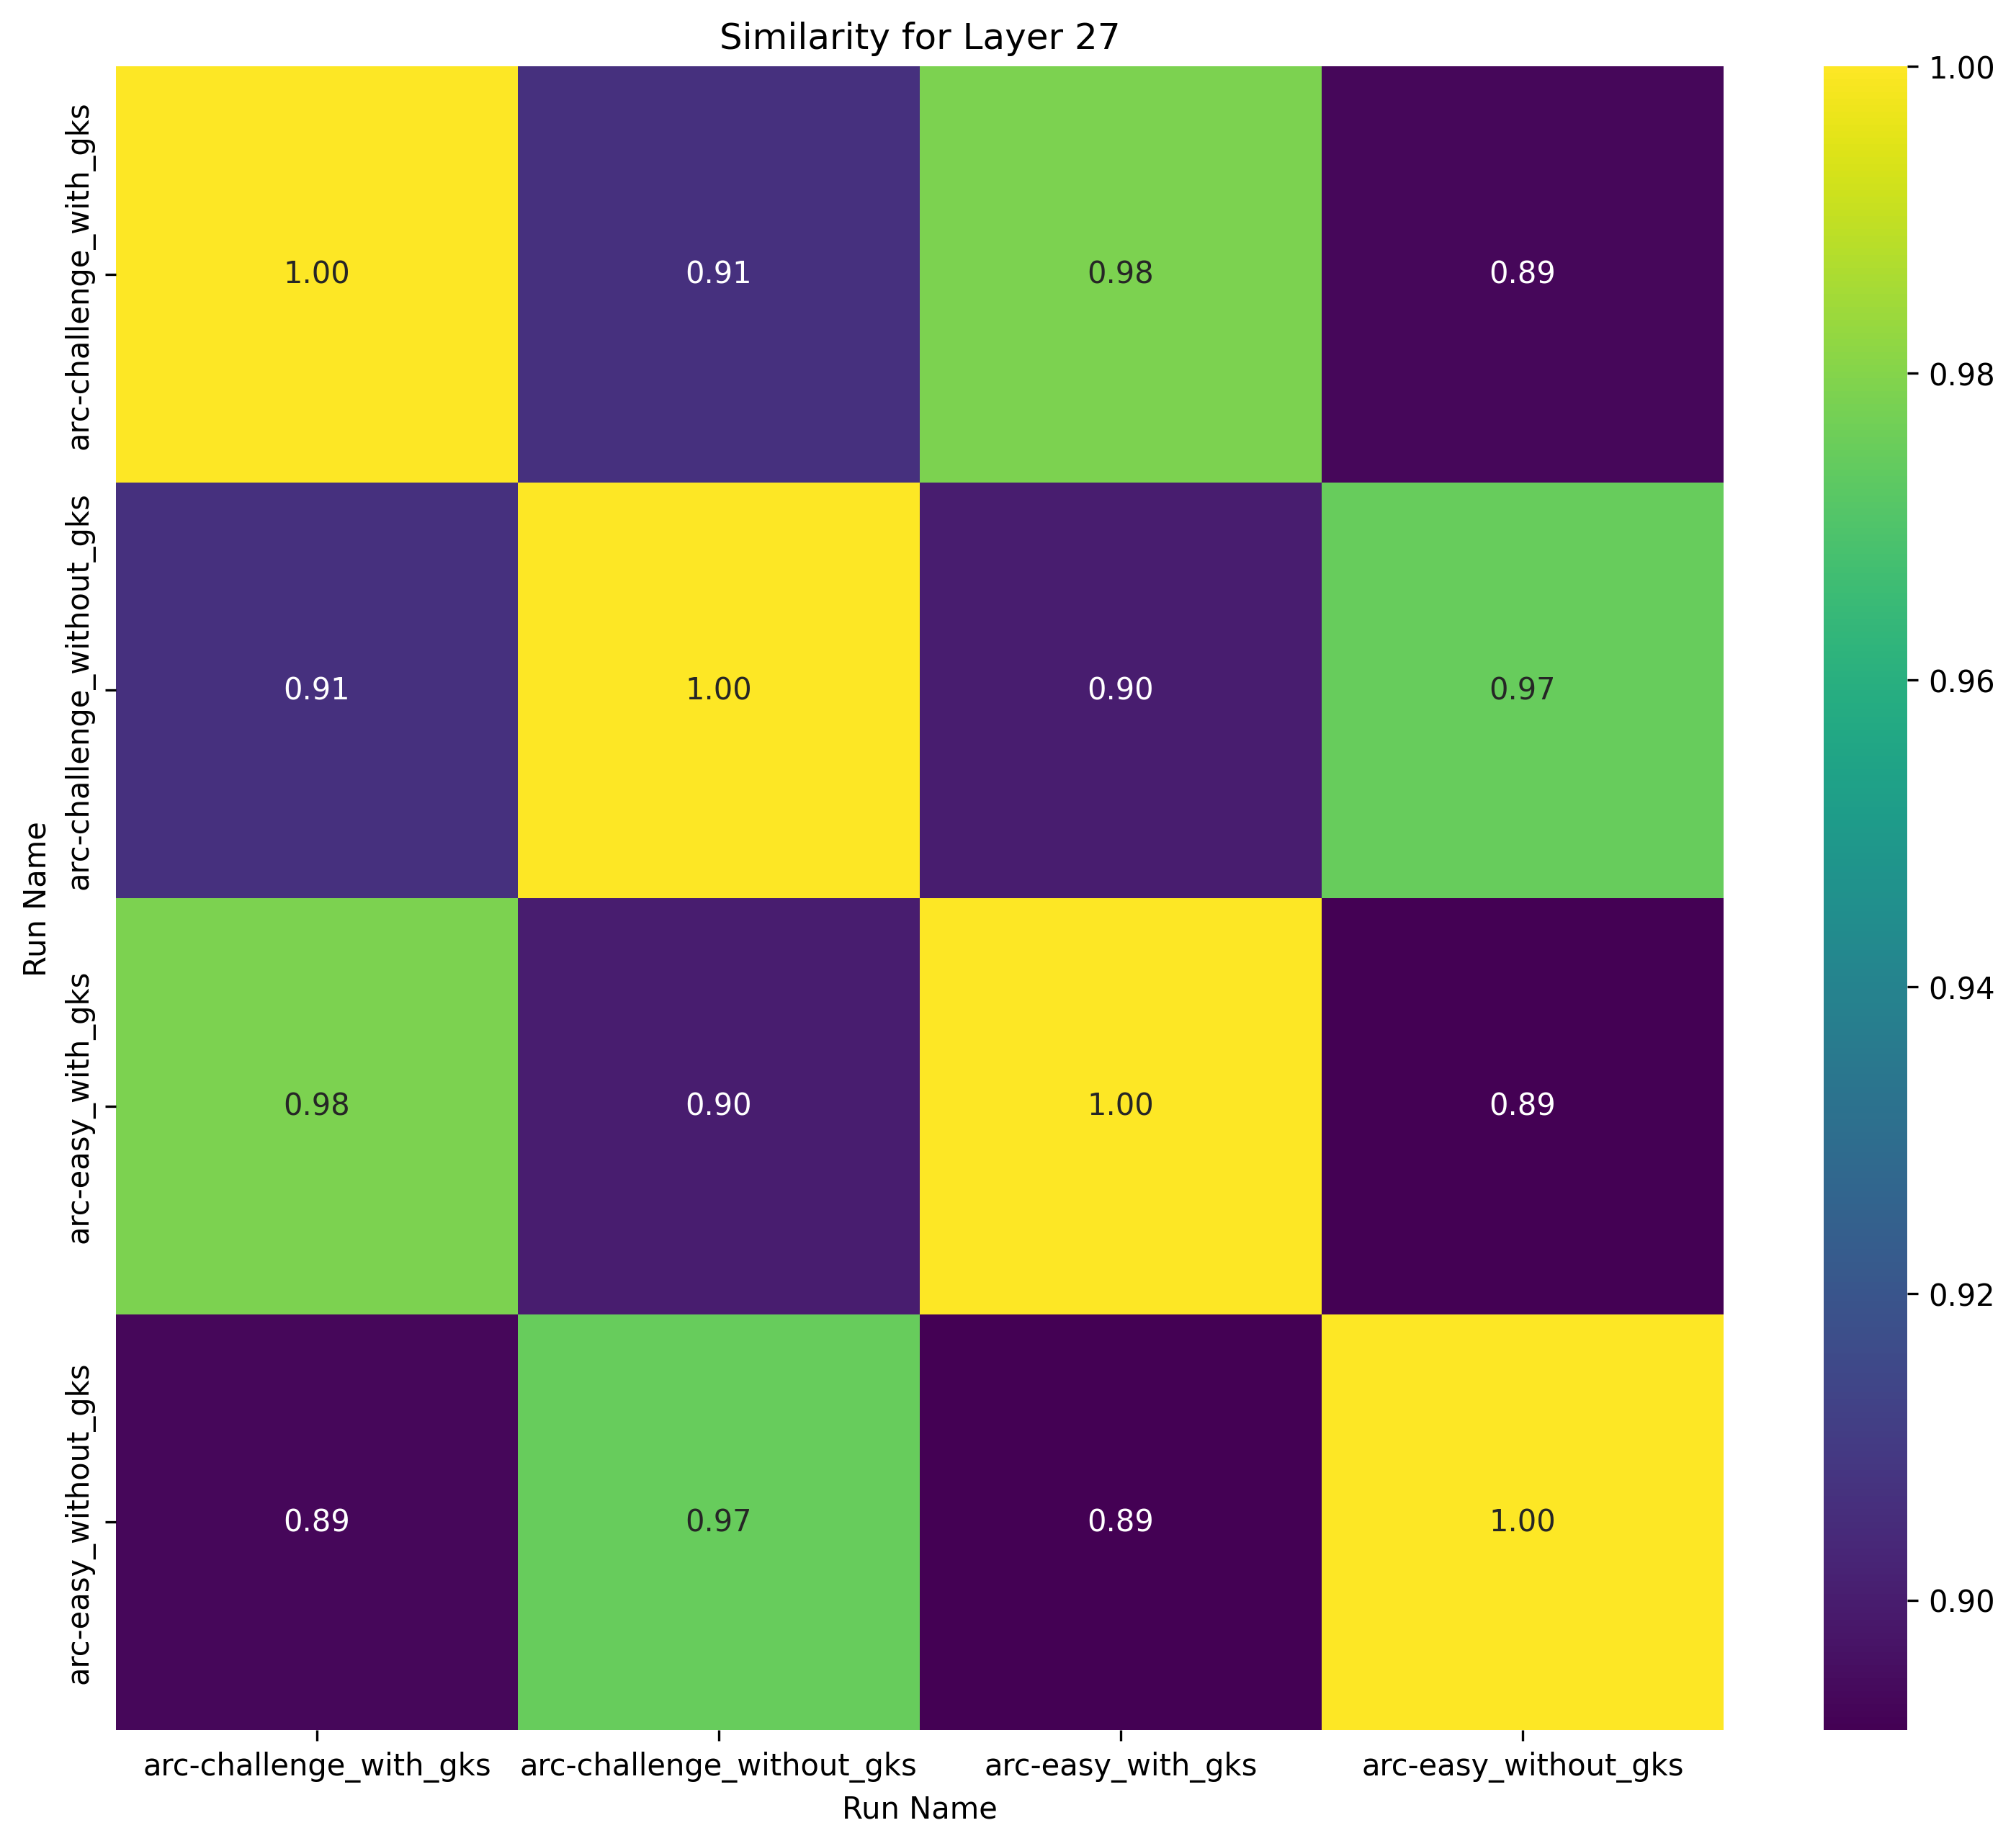 Similarity for Layer 27
Run Name
arc-challenge_with_gks
arc-challenge_without_gks
arc-easy_with_gks
arc-easy_without_gks
1.00 0.91 0.98 0.89
0.91 1.00 0.90 0.97
0.98 0.90 1.00 0.89
0.89 0.97 0.89 1.00
arc-challenge_with_gks arc-challenge_without_gks arc-easy_with_gks arc-easy_without_gks
Run Name
1.00
0.98
0.96
0.94
0.92
0.90